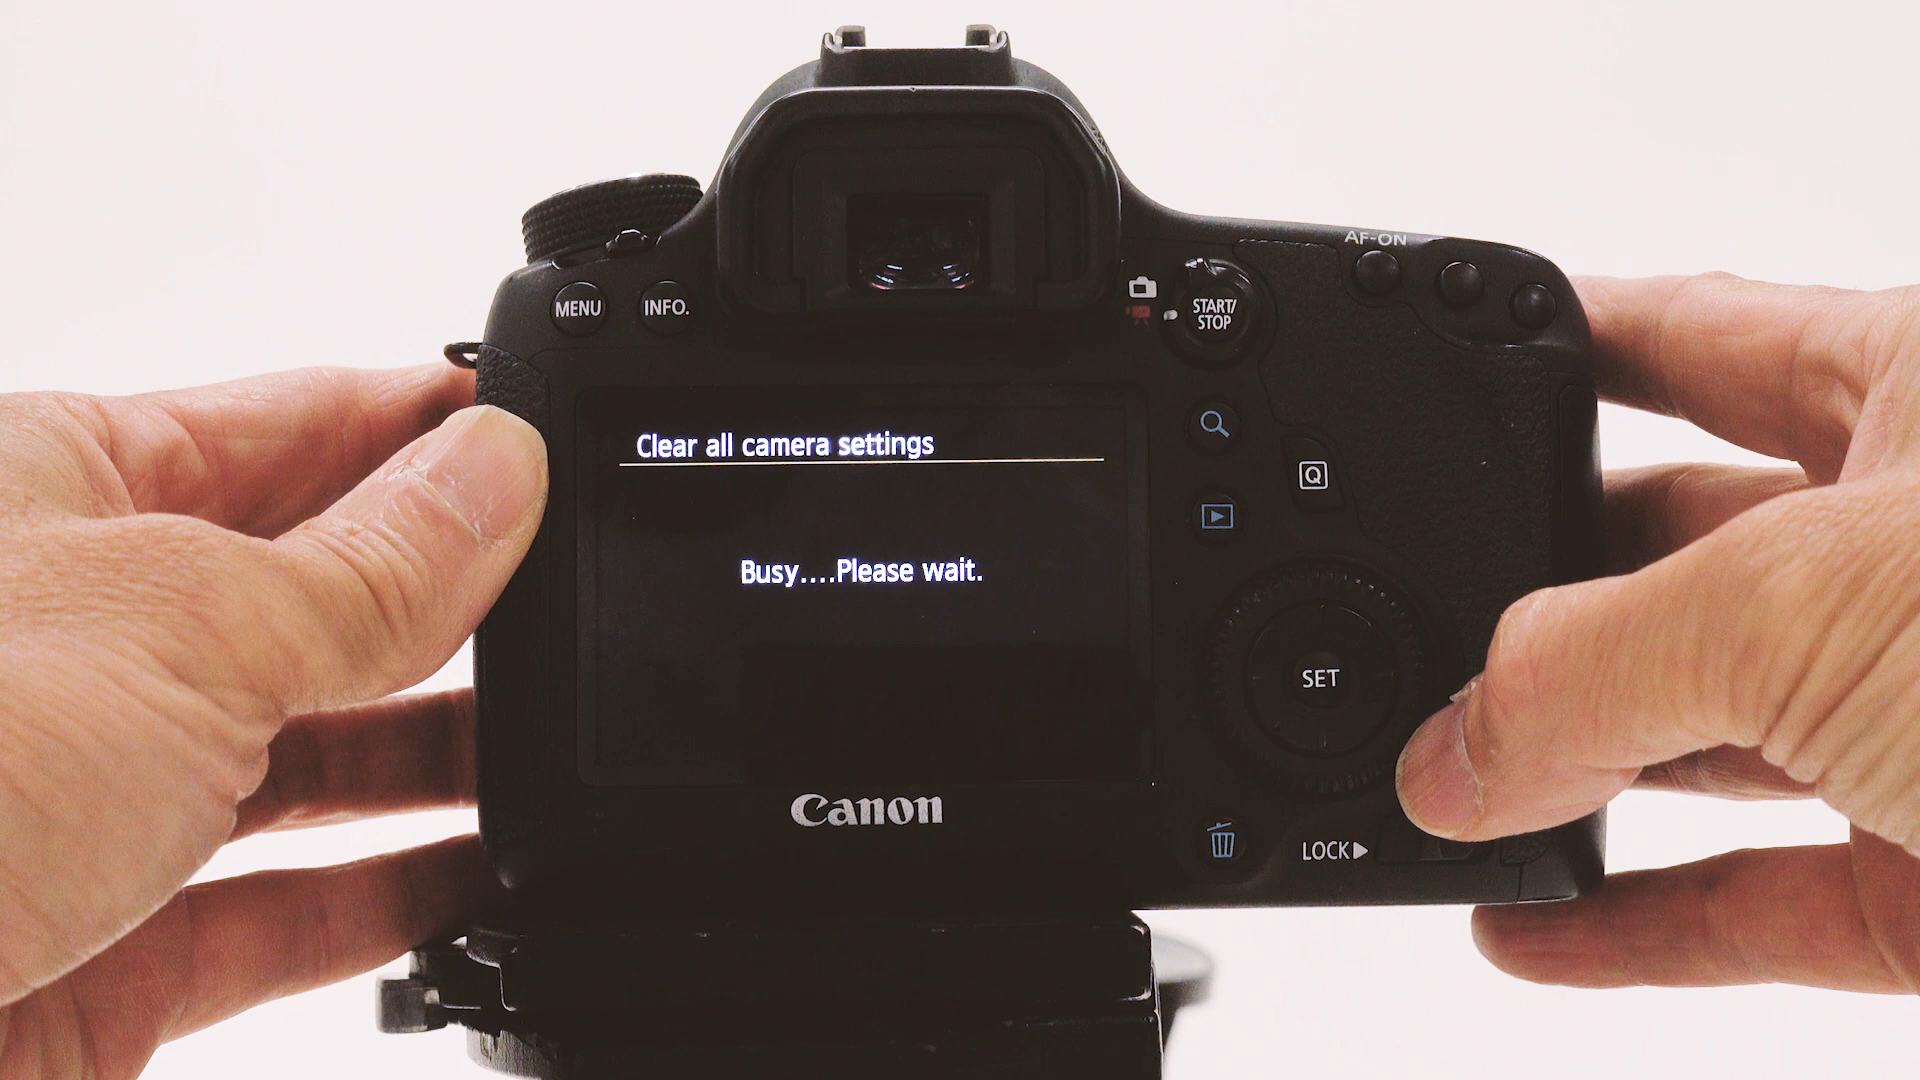 AF-ON
MENU
INFO.
START/
STOP
Clear all camera settings
Q
Busy....Please wait.
SET
Canon
LOCK